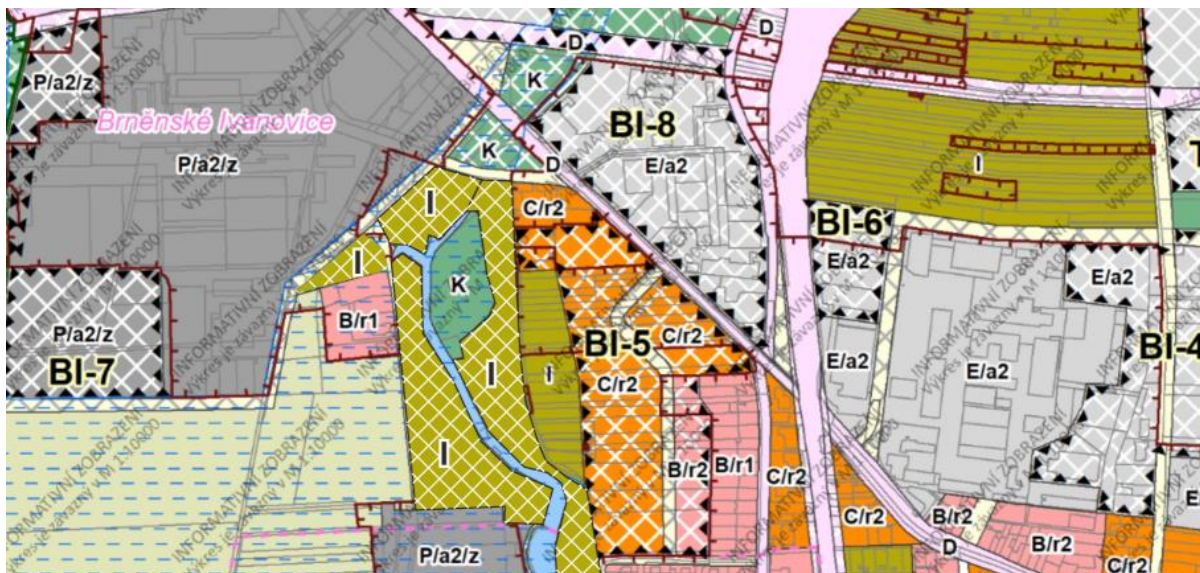 D
D
K
P/a2/z
BI-8
Brněnské Ivanovice
P/a2/z
K
D
E/a2
I
T
I
C/r2
BI-6
I
E/a2
E/a2
K
B/r1
C/r2
P/a2/z
BI-7
BI-5
BI-4
I
I
C/r2
E/a2
E/a2
I
B/r2
B/r1
C/r2
C/r2
B/r2
E
P/a2/z
D
B/r2
C/r2
INFORMATIVNÍ ZOBRAZENÍ
Výkres je závazný v M 1:10000